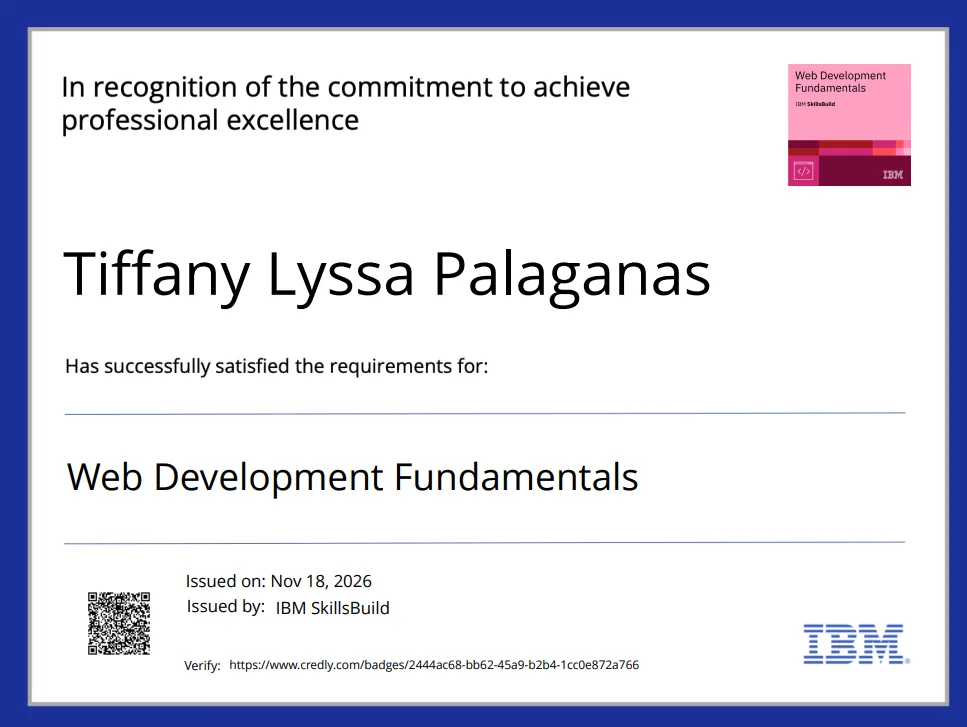 In recognition of the commitment to achieve
professional excellence
Web Development
Fundamentals
IBM SkillsBuild
</>
IBM
Tiffany Lyssa Palaganas
Has successfully satisfied the requirements for:
Web Development Fundamentals
Issued on: Nov 18, 2026
Issued by: IBM SkillsBuild
Verify: https://www.credly.com/badges/2444ac68-bb62-45a9-b2b4-1cc0e872a766
IBM®